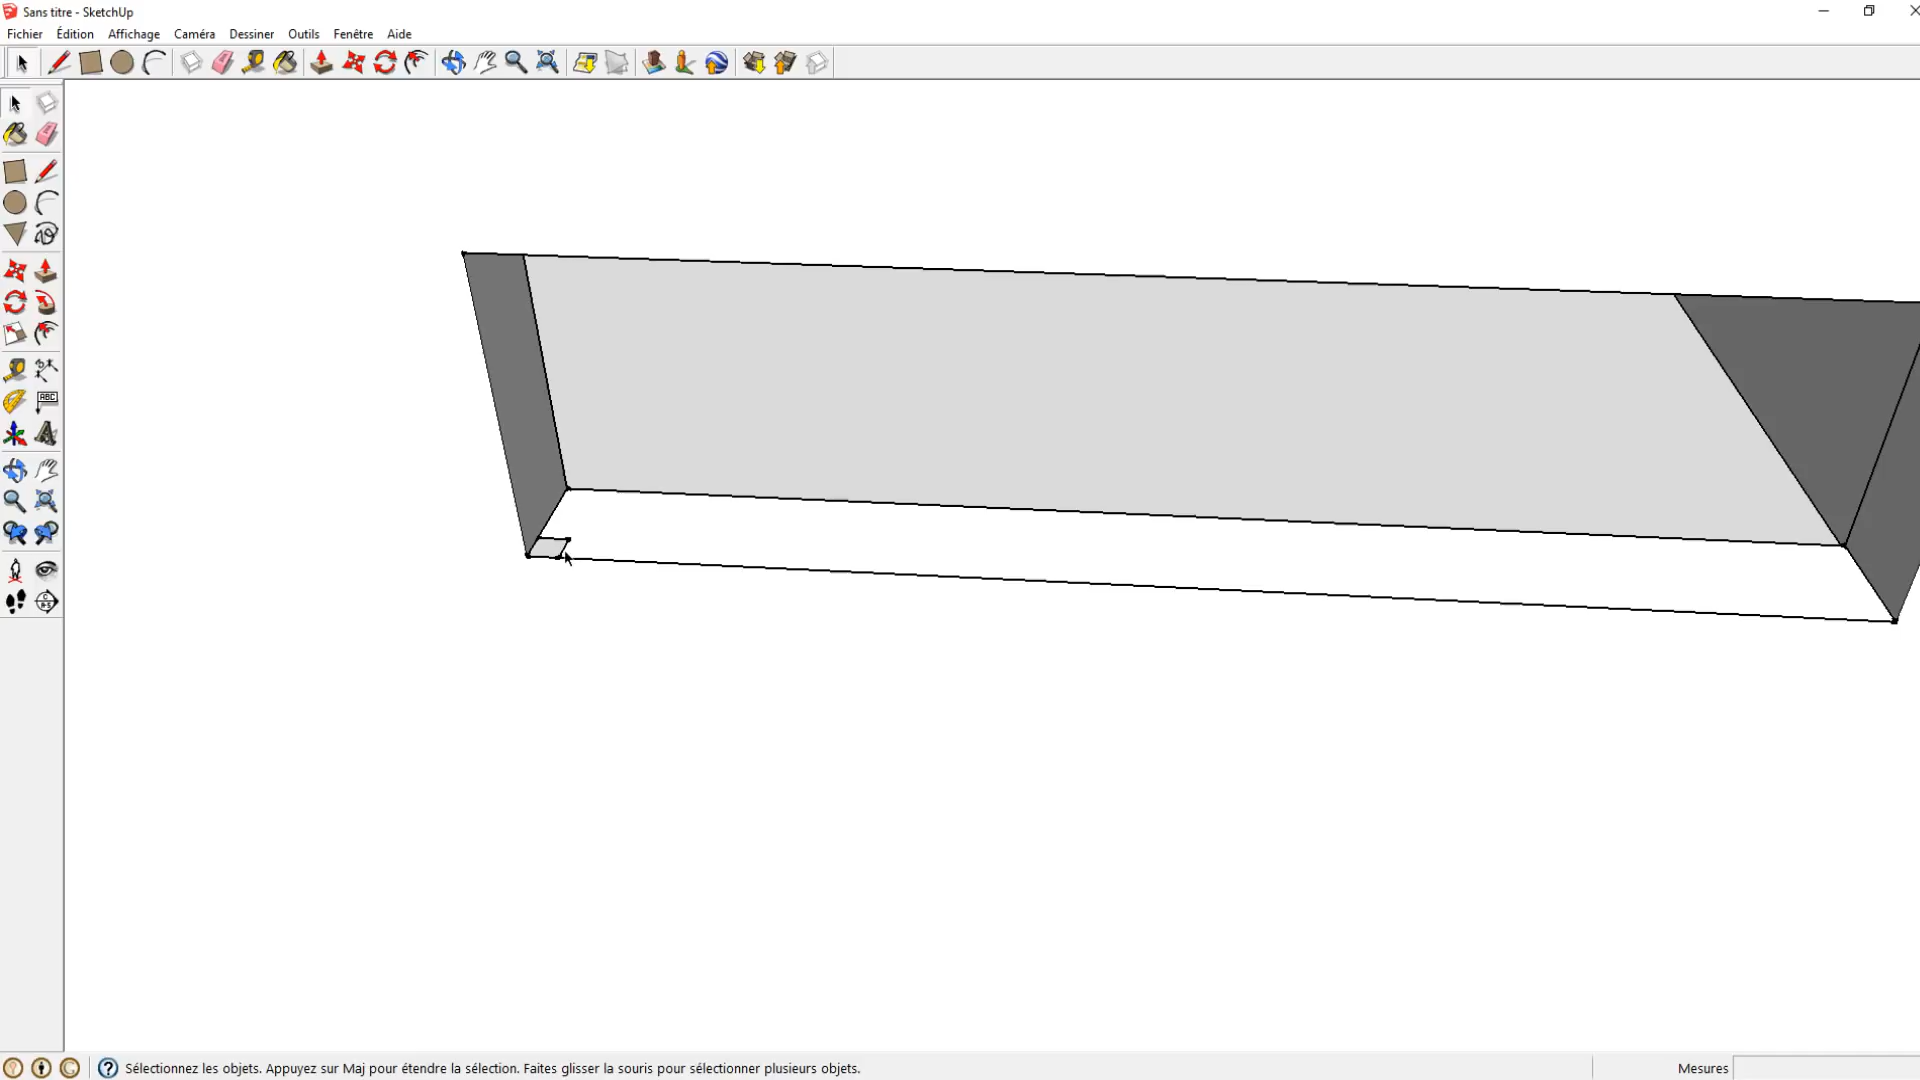 Sans titre - SketchUp
Fichier Édition Affichage Caméra Dessiner Outils Fenêtre Aide
ABC
Sélectionnez les objets. Appuyez sur Maj pour étendre la sélection. Faites glisser la souris pour sélectionner plusieurs objets.
Mesures